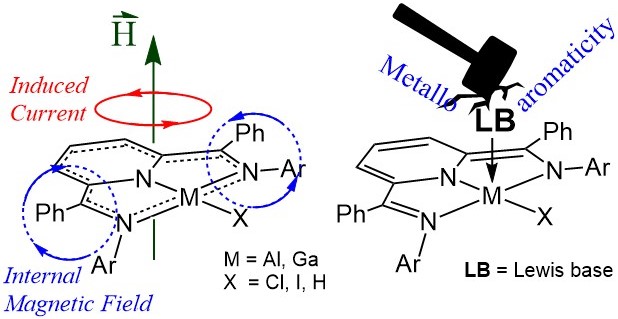 H
Induced
Current
Ph
N
N
Ar
M
X
Ph
N
Ar
Internal
Magnetic Field
M = Al, Ga
X = Cl, I, H
Metallo
aromaticity
LB
Ph
N
N
Ar
M
X
Ph
N
Ar
LB = Lewis base